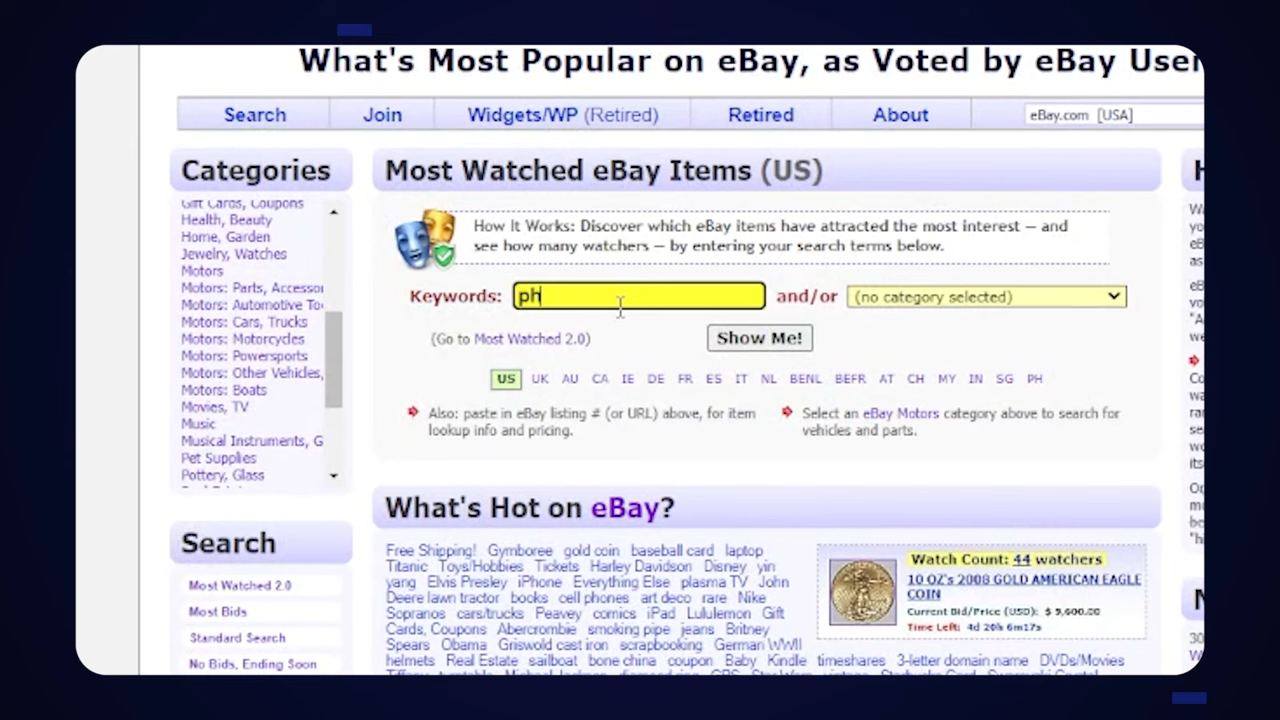 What's Most Popular on eBay, as Voted by eBay User
Search Join Widgets/WP (Retired) Retired About eBay.com [USA]
Categories
Gift Cards, Coupons
Health, Beauty
Home, Garden
Jewelry, Watches
Motors
Motors: Parts, Accessor
Motors: Automotive To
Motors: Cars, Trucks
Motors: Motorcycles
Motors: Powersports
Motors: Other Vehicles,
Motors: Boats
Movies, TV
Music
Musical Instruments, G
Pet Supplies
Pottery, Glass
Search
Most Watched 2.0
Most Bids
Standard Search
No Bids, Ending Soon
Most Watched eBay Items (US)
How It Works: Discover which eBay items have attracted the most interest — and
see how many watchers — by entering your search terms below.
Keywords: ph and/or (no category selected)
(Go to Most Watched 2.0) Show Me!
US UK AU CA IE DE FR ES IT NL BENL BEFR AT CH MY IN SG PH
Also: paste in eBay listing # (or URL) above, for item
lookup info and pricing.
Select an eBay Motors category above to search for
vehicles and parts.
What's Hot on eBay?
Free Shipping! Gymboree gold coin baseball card laptop
Titanic Toys/Hobbies Tickets Harley Davidson Disney yin
yang Elvis Presley iPhone Everything Else plasma TV John
Deere lawn tractor books cell phones art deco rare Nike
Sopranos cars/trucks Peavey comics iPad Lululemon Gift
Cards, Coupons Abercrombie smoking pipe jeans Britney
Spears Obama Griswold cast iron scrapbooking German WWII
helmets Real Estate sailboat bone china coupon Baby Kindle timeshares 3-letter domain name DVDs/Movies
Watch Count: 44 watchers
10 OZ's 2008 GOLD AMERICAN EAGLE
COIN
Current Bid/Price (USD): $ 9,600.00
Time Left: 4d 20h 6m17s